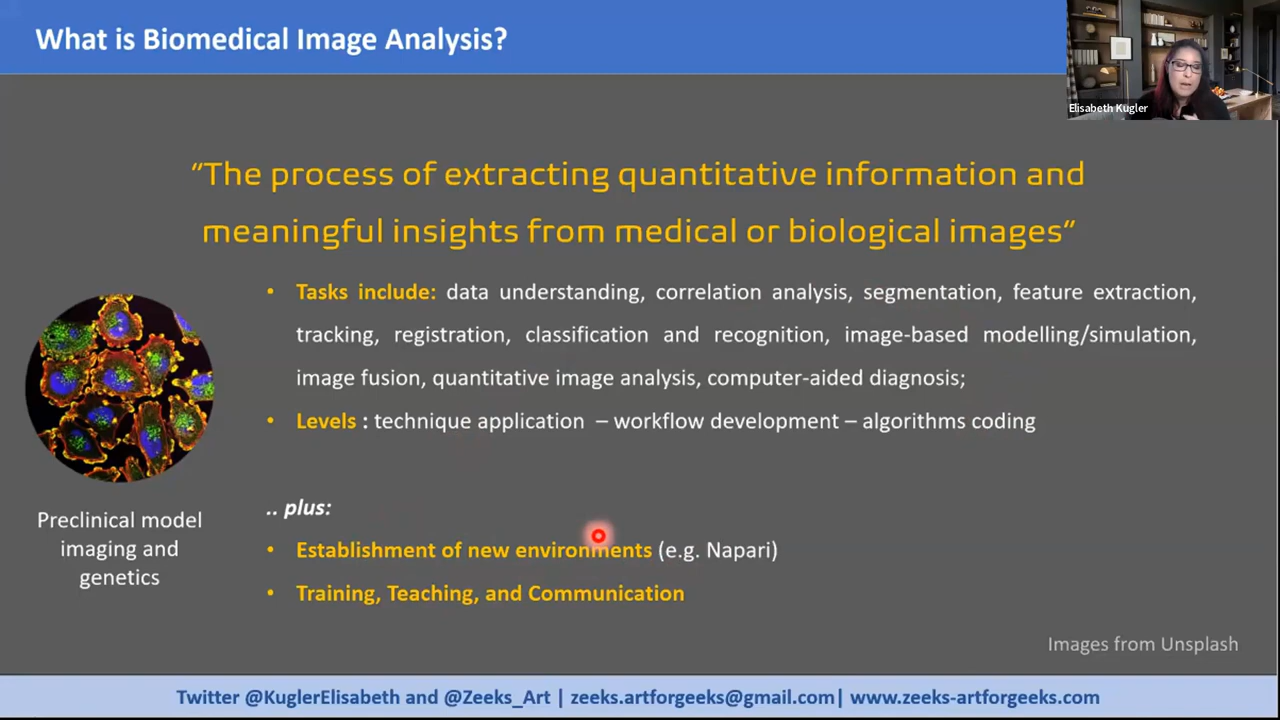 What is Biomedical Image Analysis?
Elisabeth Kugler
“The process of extracting quantitative information and
meaningful insights from medical or biological images“
• Tasks include: data understanding, correlation analysis, segmentation, feature extraction,
tracking, registration, classification and recognition, image-based modelling/simulation,
image fusion, quantitative image analysis, computer-aided diagnosis;
• Levels : technique application – workflow development – algorithms coding
.. plus:
• Establishment of new environments (e.g. Napari)
• Training, Teaching, and Communication
Preclinical model
imaging and
genetics
Images from Unsplash
Twitter @KuglerElisabeth and @Zeeks_Art | zeeks.artforgeeks@gmail.com| www.zeeks-artforgeeks.com